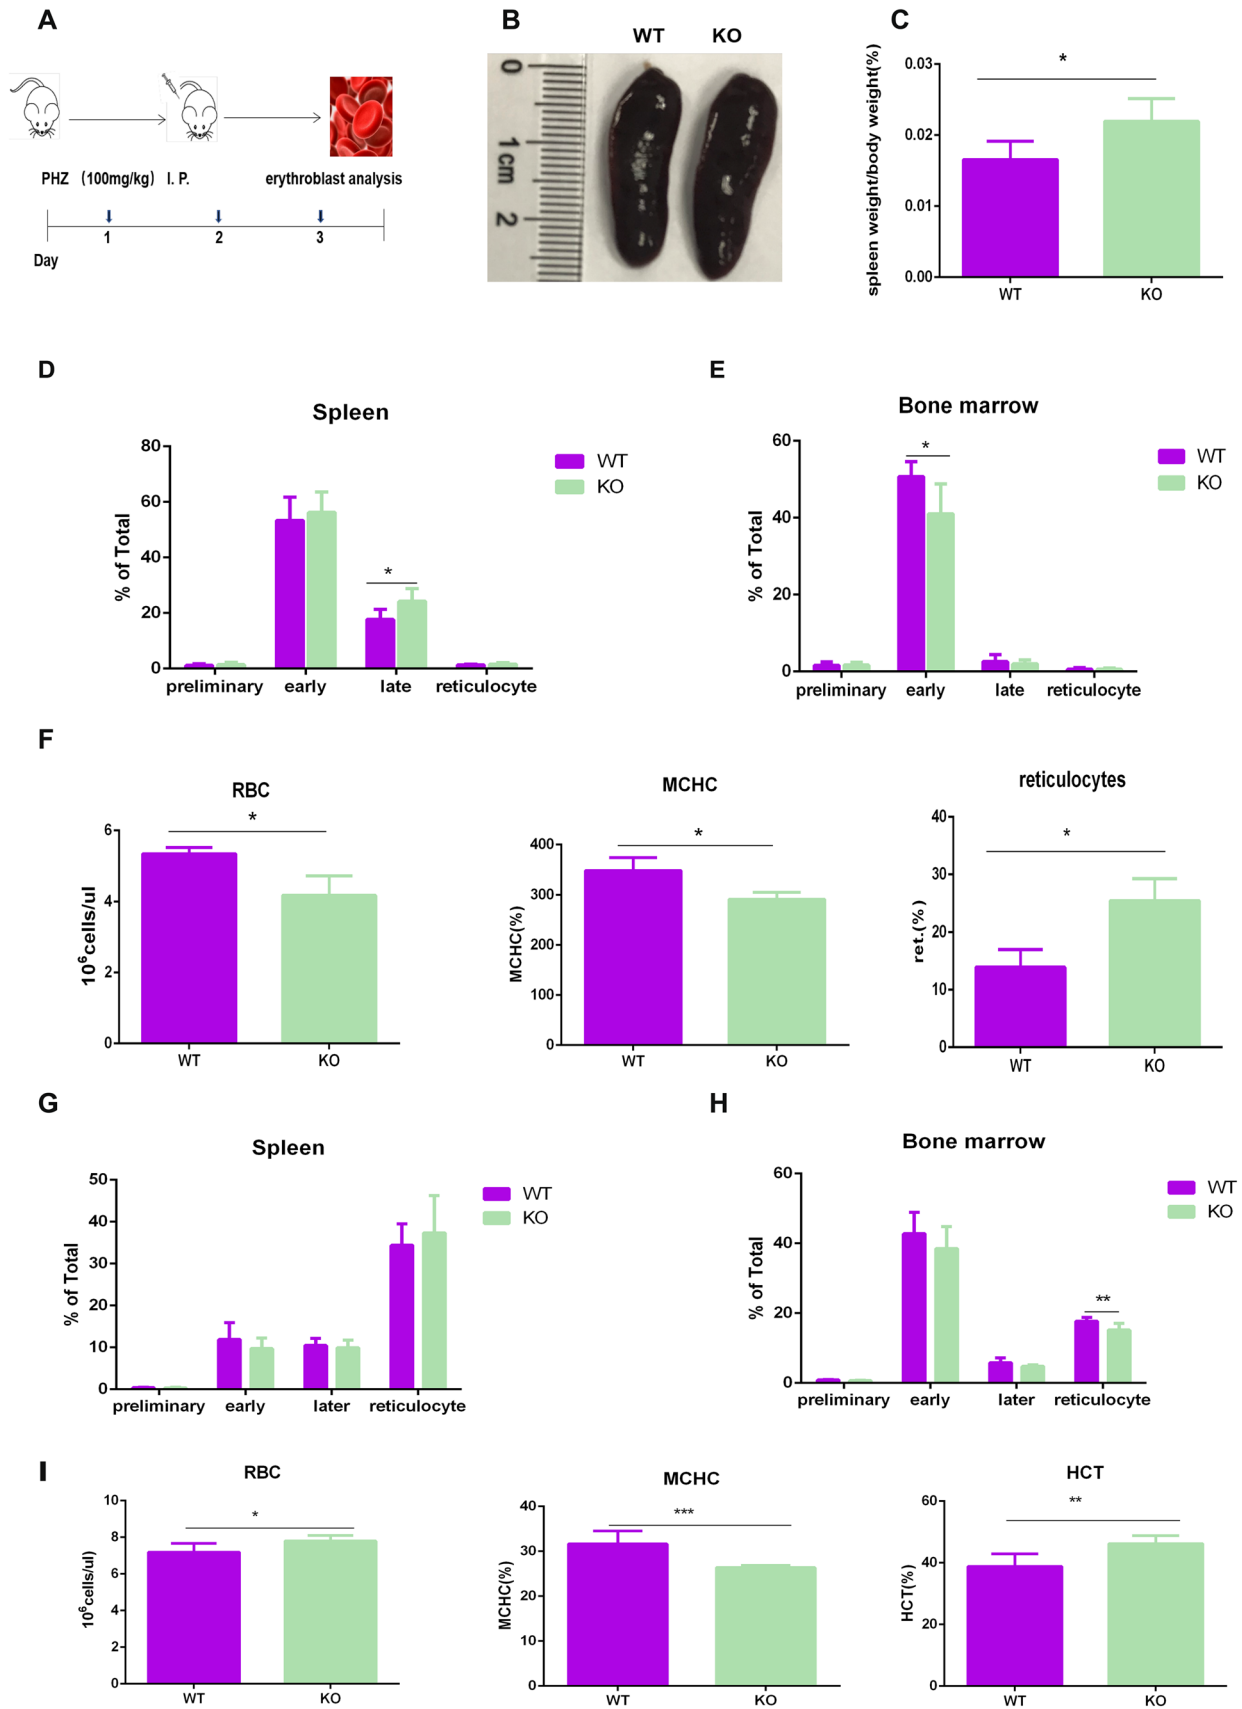 A
PHZ (100mg/kg) I. P.
erythroblast analysis
1
2
3
Day
B
WT
KO
0
1cm
2
C
spleen weight/body weight(%)
0.03
0.02
0.01
0.00
*
WT
KO
D
Spleen
% of Total
80
60
40
20
0
*
WT
KO
preliminary
early
late
reticulocyte
E
Bone marrow
% of Total
60
40
20
0
*
WT
KO
preliminary
early
late
reticulocyte
F
RBC
10⁶cells/ul
6
4
2
0
*
WT
KO
MCHC
MCHC(%)
400
300
200
100
0
*
WT
KO
reticulocytes
ret.(%)
40
30
20
10
0
*
WT
KO
G
Spleen
% of Total
50
40
30
20
10
0
WT
KO
preliminary
early
later
reticulocyte
H
Bone marrow
% of Total
60
40
20
0
**
WT
KO
preliminary
early
later
reticulocyte
I
RBC
10⁶cells/ul)
10
8
6
4
2
0
*
WT
KO
MCHC
MCHC(%)
40
30
20
10
0
***
WT
KO
HCT
HCT(%)
60
40
20
0
**
WT
KO